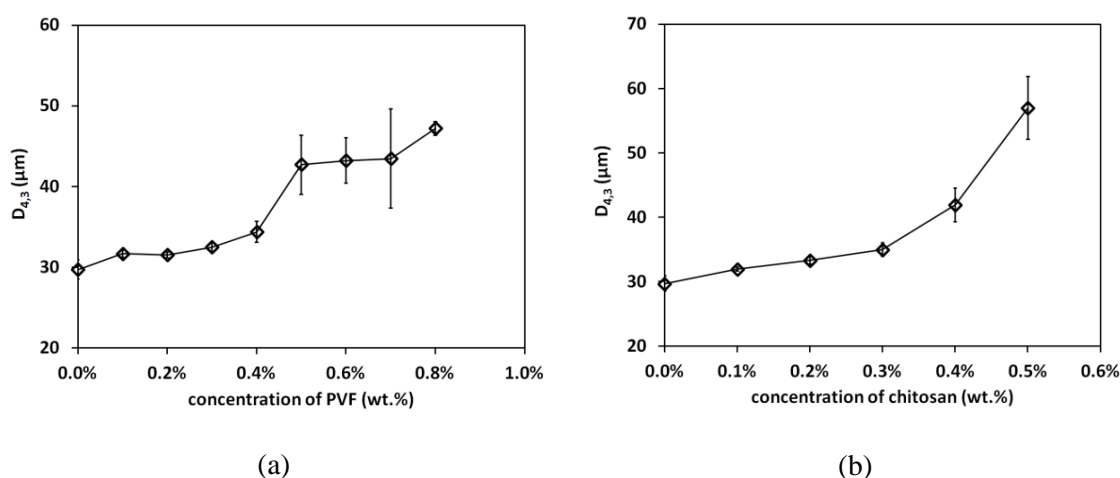 60
50
40
30
20
D4,3 (µm)
0.0% 0.2% 0.4% 0.6% 0.8% 1.0%
concentration of PVF (wt.%)
(a)
70
60
50
40
30
20
D4,3 (µm)
0.0% 0.1% 0.2% 0.3% 0.4% 0.5% 0.6%
concentration of chitosan (wt.%)
(b)